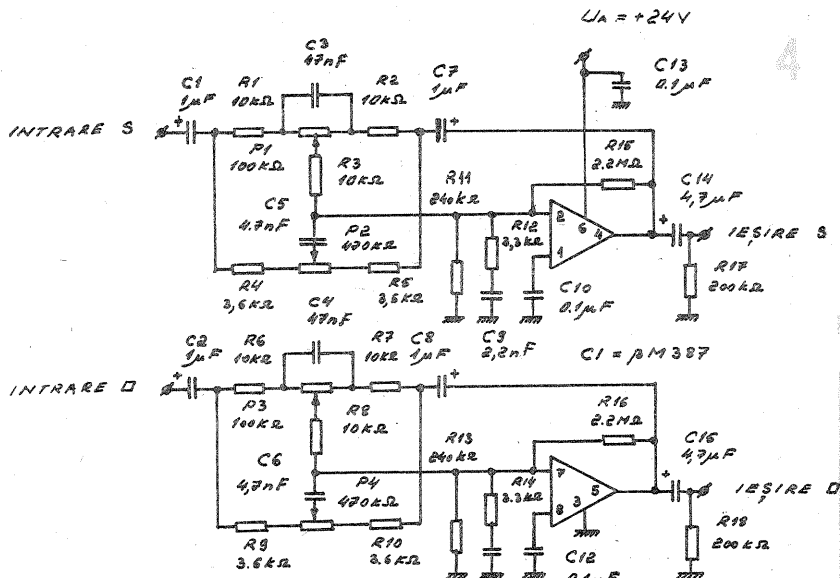 UA = +24V
4
C3
47nF
C1
1µF
R1
10kΩ
R2
10kΩ
C7
1µF
C13
0.1µF
INTRARE S
P1
100kΩ
R3
10kΩ
R15
2.2MΩ
C14
4,7µF
C5
4.7nF
P2
470kΩ
R11
240kΩ
R12
3,3kΩ
2
1
6
4
IEȘIRE S
R4
3,6kΩ
R5
3,6kΩ
C10
0.1µF
R17
200kΩ
C4
47nF
C2
1µF
R6
10kΩ
R7
10kΩ
C8
1µF
C9
2,2nF
CI = βM387
INTRARE D
P3
100kΩ
R8
10kΩ
R16
2.2MΩ
C15
4,7µF
C6
4,7nF
P4
470kΩ
R13
240kΩ
R14
3.3kΩ
7
8
3
5
IEȘIRE D
R9
3.6kΩ
R10
3.6kΩ
C12
0.1µF
R18
200kΩ